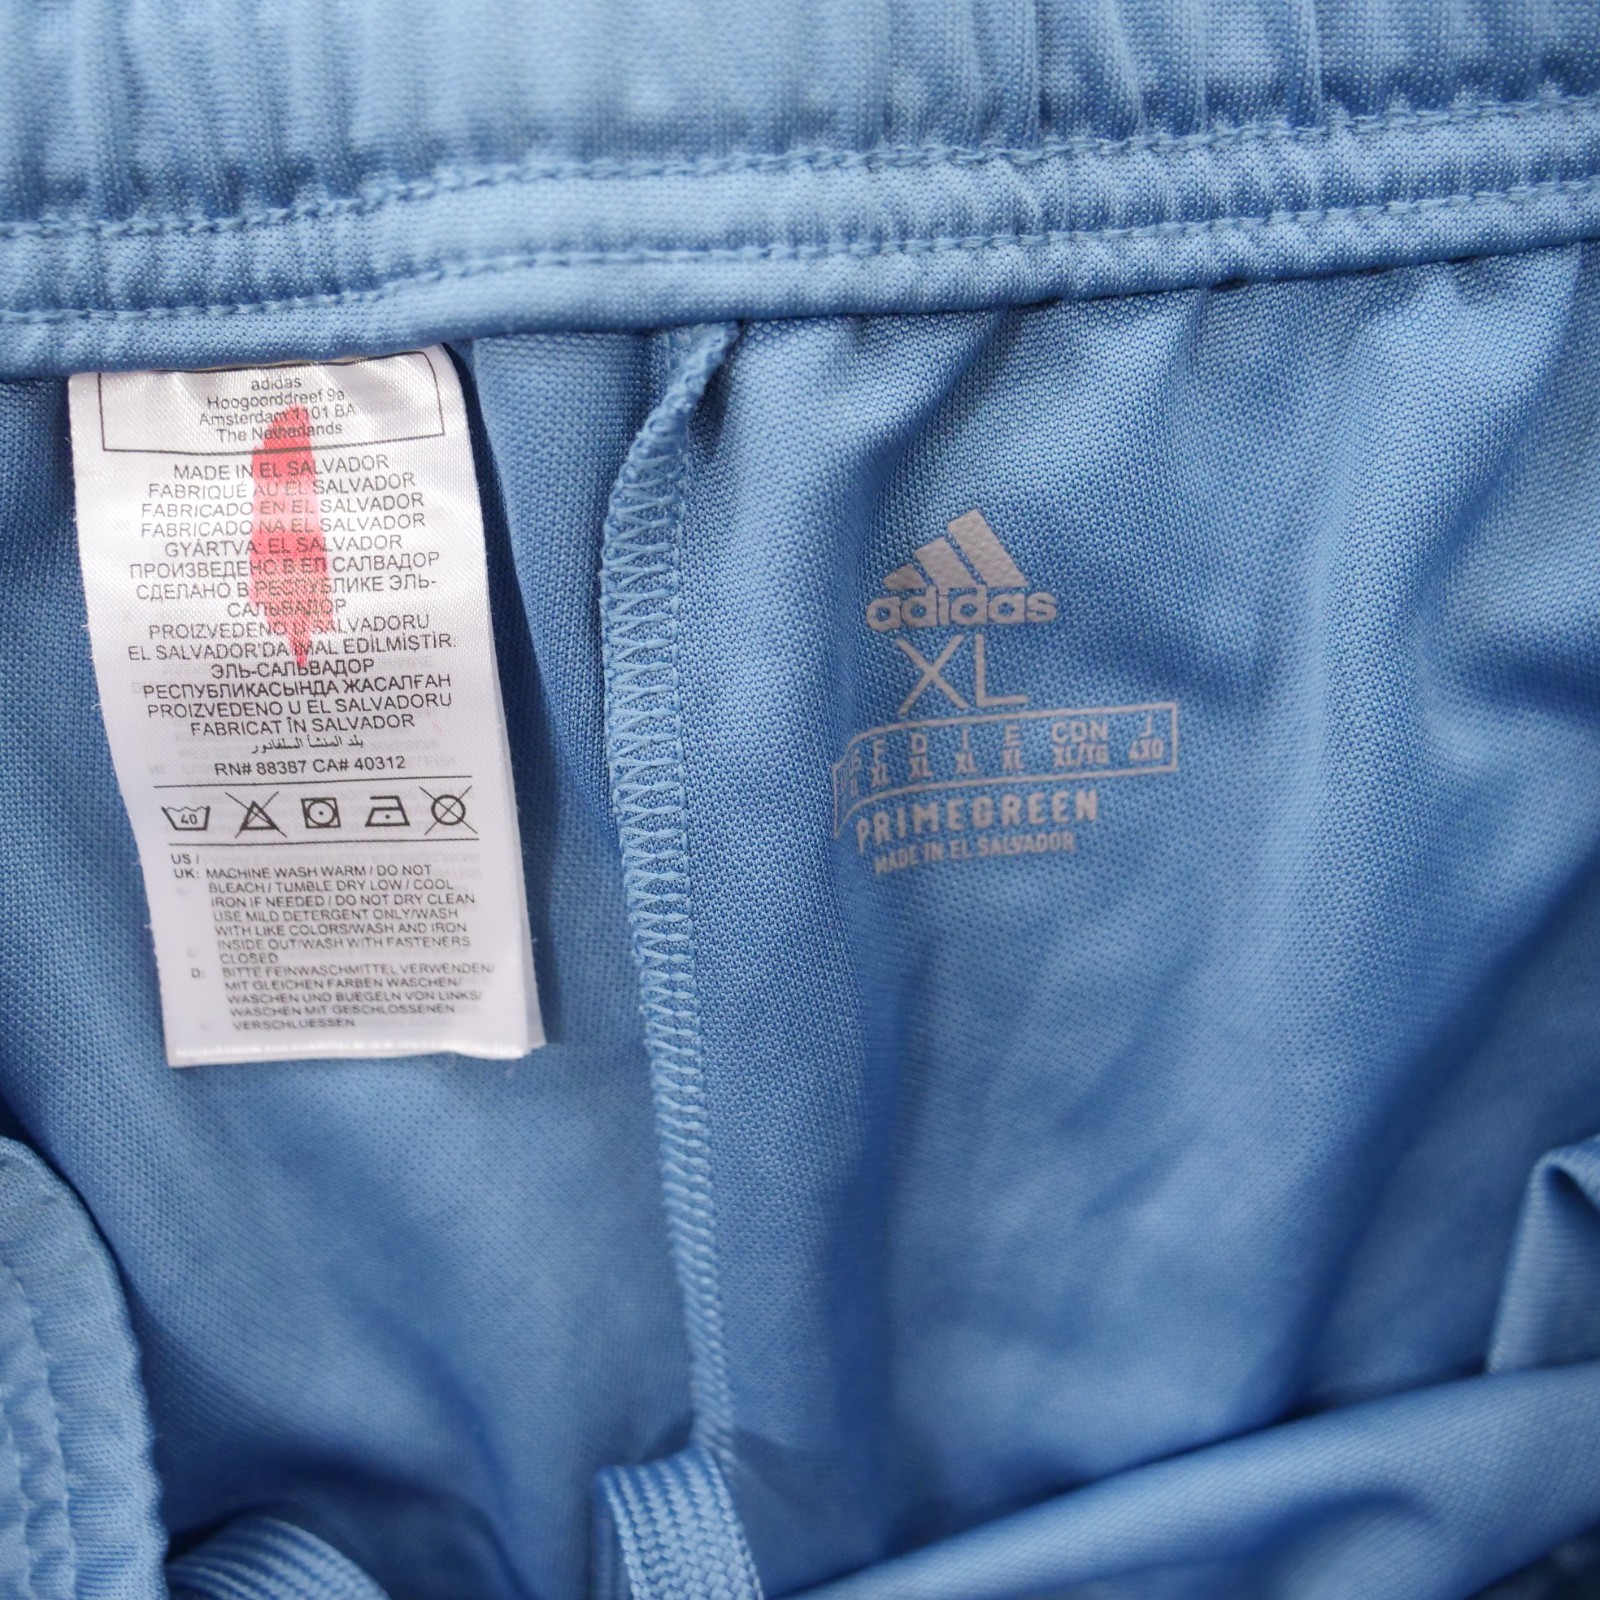 adidas
Hoogoorddreef 9a
Amsterdam 1101 BA
The Netherlands
MADE IN EL SALVADOR
FABRIQUÉ AU EL SALVADOR
FABRICADO EN EL SALVADOR
FABRICADO NA EL SALVADOR
GYÁRTVA: EL SALVADOR
ПРОИЗВЕДЕНО В ЕЛ САЛВАДОР
СДЕЛАНО В РЕСПУБЛИКЕ ЭЛЬ-
САЛЬВАДОР
PROIZVEDENO U SALVADORU
EL SALVADOR'DA IMAL EDİLMİSTİR.
ЭЛЬ-САЛЬВАДОР
РЕСПУБЛИКАСЫНДА ЖАСАЛҒАН
PROIZVEDENO U EL SALVADORU
FABRICAT ÎN SALVADOR
بلد المنشأ السلفادور
RN# 88387 CA# 40312
40
US /
UK: MACHINE WASH WARM / DO NOT
BLEACH / TUMBLE DRY LOW / COOL
IRON IF NEEDED / DO NOT DRY CLEAN
USE MILD DETERGENT ONLY/WASH
WITH LIKE COLORS/WASH AND IRON
INSIDE OUT/WASH WITH FASTENERS
CLOSED
D: BITTE FEINWASCHMITTEL VERWENDEN/
MIT GLEICHEN FARBEN WASCHEN/
WASCHEN UND BUEGELN VON LINKS/
WASCHEN MIT GESCHLOSSENEN
VERSCHLUESSEN
adidas
XL
F D I E CDN J
XL XL XL XL XL/TG 4XO
PRIMEGREEN
MADE IN EL SALVADOR